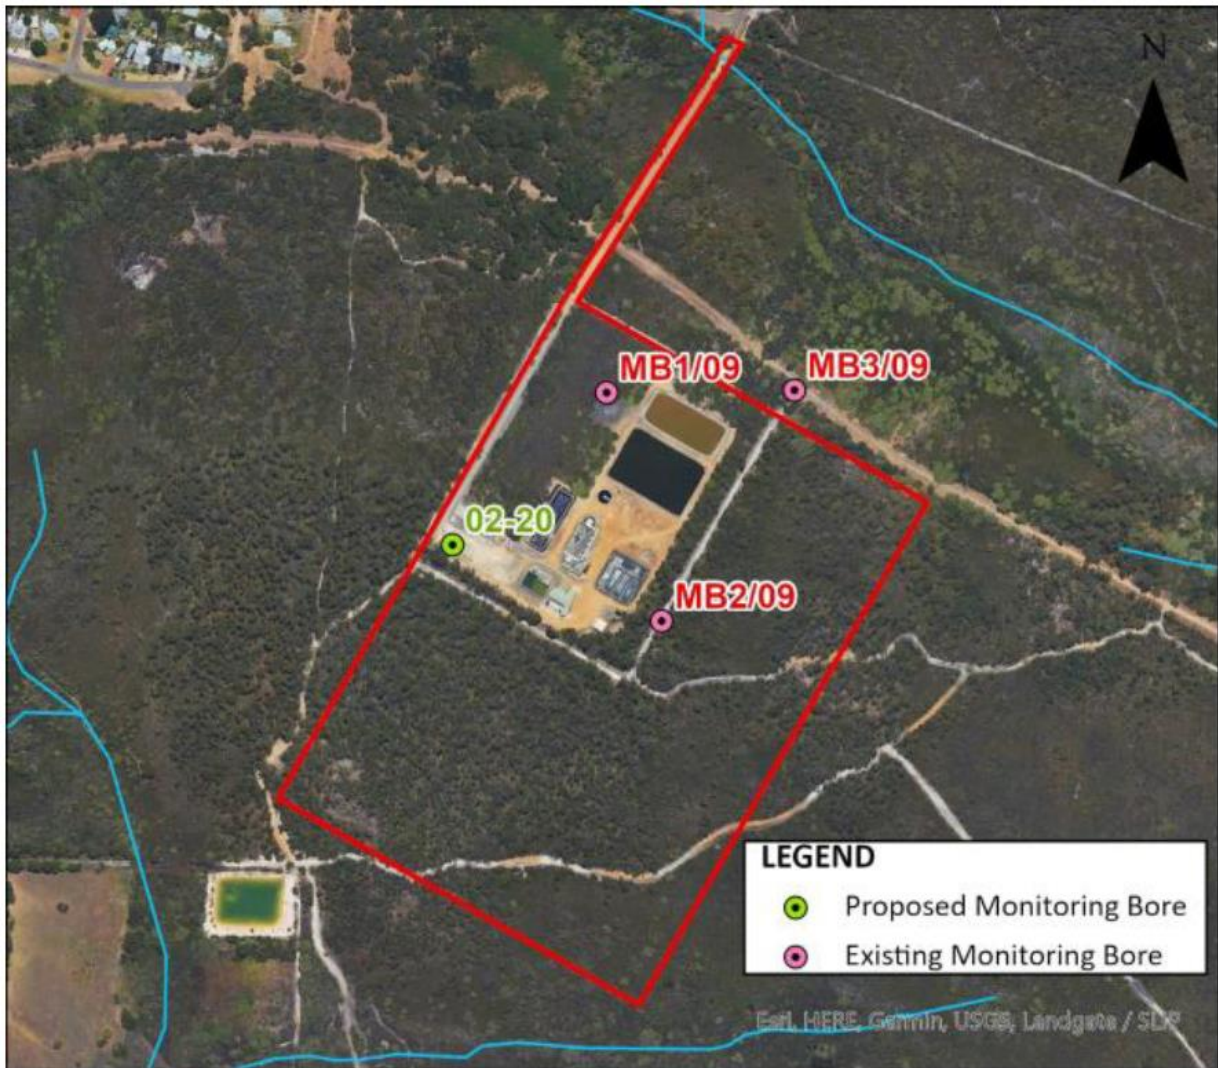 N
MB1/09
MB3/09
02-20
MB2/09
LEGEND
Proposed Monitoring Bore
Existing Monitoring Bore
Esri, HERE, Garmin, USGS, Landgate / SLIP